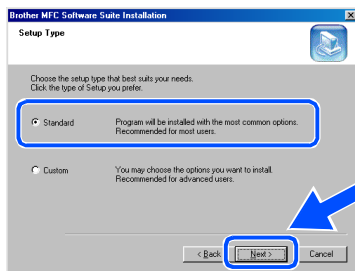 Brother MFC Software Suite Installation
Setup Type
Choose the setup type that best suits your needs.
Click the type of Setup you prefer.
Standard Program will be installed with the most common options.
Recommended for most users.
Custom You may choose the options you want to install.
Recommended for advanced users.
< Back Next > Cancel